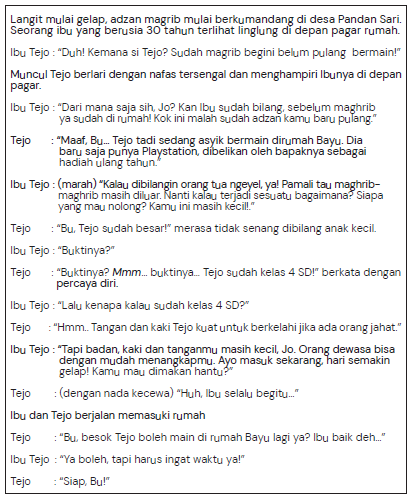 Langit mulai gelap, adzan magrib mulai berkumandang di desa Pandan Sari.
Seorang ibu yang berusia 30 tahun terlihat linglung di depan pagar rumah.
Ibu Tejo : “Duh! Kemana si Tejo? Sudah magrib begini belum pulang bermain!”
Muncul Tejo berlari dengan nafas tersengal dan menghampiri Ibunya di depan
pagar.
Ibu Tejo : “Dari mana saja sih, Jo? Kan Ibu sudah bilang, sebelum maghrib
ya sudah di rumah! Kok ini malah sudah adzan kamu baru pulang.”
Tejo : “Maaf, Bu... Tejo tadi sedang asyik bermain dirumah Bayu. Dia
baru saja punya Playstation, dibelikan oleh bapaknya sebagai
hadiah ulang tahun.”
Ibu Tejo : (marah) “Kalau dibilangin orang tua ngeyel, ya! Pamali tau maghrib-
maghrib masih diluar. Nanti kalau terjadi sesuatu bagaimana? Siapa
yang mau nolong? Kamu ini masih kecil!.”
Tejo : “Bu, Tejo sudah besar!” merasa tidak senang dibilang anak kecil.
Ibu Tejo : “Buktinya?”
Tejo : “Buktinya? Mmm... buktinya... Tejo sudah kelas 4 SD!” berkata dengan
percaya diri.
Ibu Tejo : “Lalu kenapa kalau sudah kelas 4 SD?”
Tejo : “Hmm.. Tangan dan kaki Tejo kuat untuk berkelahi jika ada orang jahat.”
Ibu Tejo : “Tapi badan, kaki dan tanganmu masih kecil, Jo. Orang dewasa bisa
dengan mudah menangkapmu. Ayo masuk sekarang, hari semakin
gelap! Kamu mau dimakan hantu?”
Tejo : (dengan nada kecewa) “Huh, Ibu selalu begitu...”
Ibu dan Tejo berjalan memasuki rumah
Tejo : “Bu, besok Tejo boleh main di rumah Bayu lagi ya? Ibu baik deh...”
Ibu Tejo : “Ya boleh, tapi harus ingat waktu ya!”
Tejo : “Siap, Bu!”